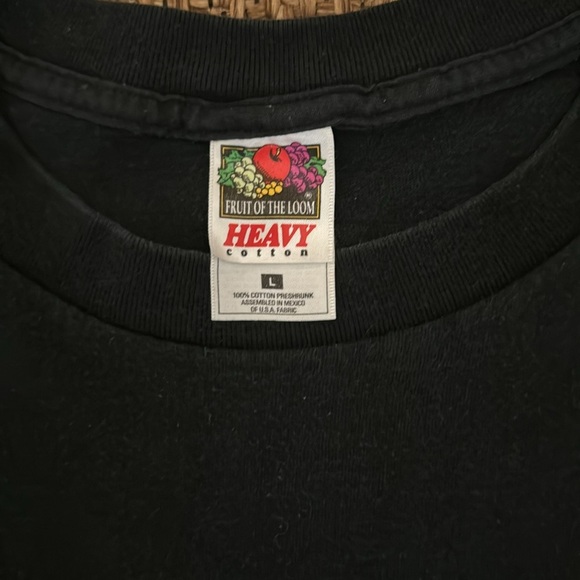 FRUIT OF THE LOOM
HEAVY
cotton
L
100% COTTON PRESHRUNK
ASSEMBLED IN MEXICO
OF U.S.A. FABRIC